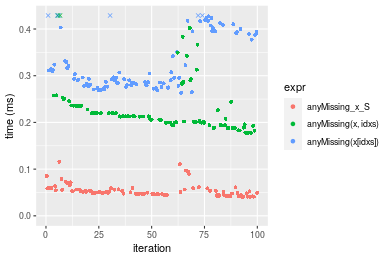 0.4
0.3
0.2
0.1
0.0
time (ms)
0
25
50
75
100
iteration
expr
anyMissing_x_S
anyMissing(x, idxs)
anyMissing(x[idxs])